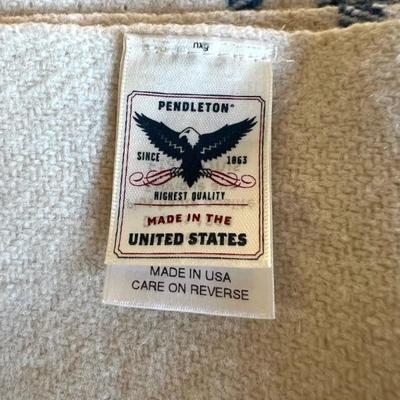 PENDLETON®
SINCE 1863
HIGHEST QUALITY
MADE IN THE
UNITED STATES
MADE IN USA
CARE ON REVERSE